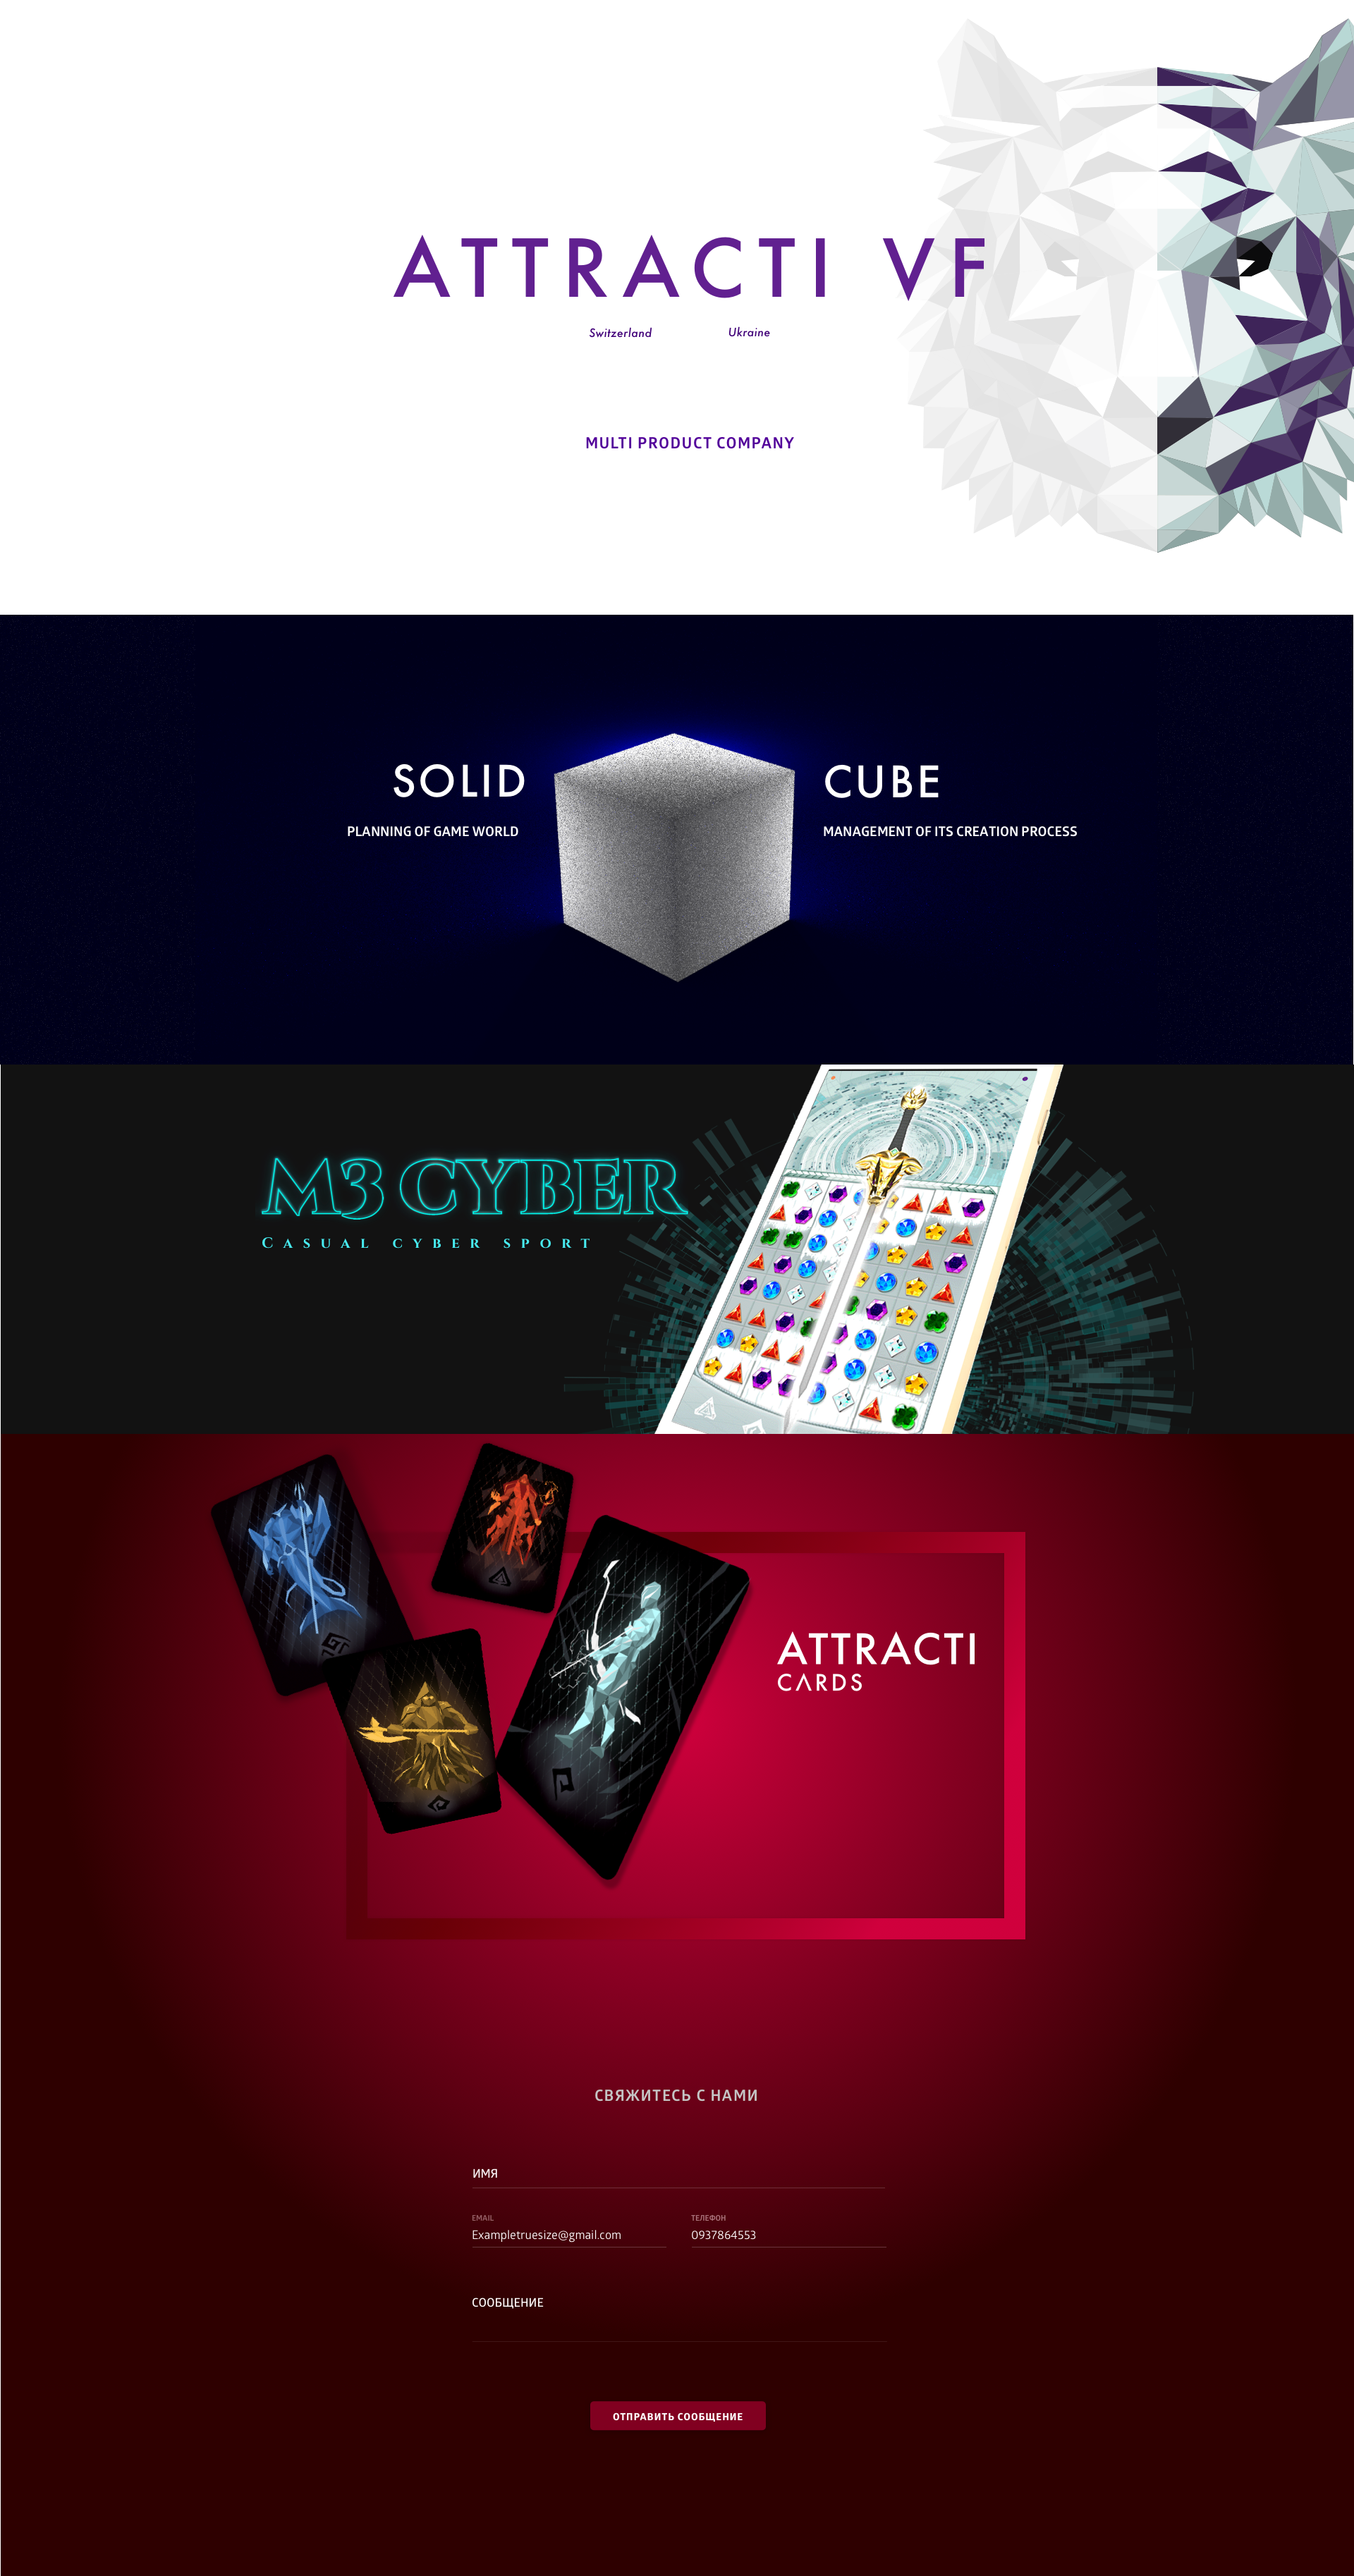 ATTRACTI VF
Switzerland Ukraine
MULTI PRODUCT COMPANY
SOLID CUBE
PLANNING OF GAME WORLD MANAGEMENT OF ITS CREATION PROCESS
M3 CYBER
CASUAL CYBER SPORT
ATTRACTI
CΛRDS
СВЯЖИТЕСЬ С НАМИ
ИМЯ
EMAIL ТЕЛЕФОН
Exampletruesize@gmail.com 0937864553
СООБЩЕНИЕ
ОТПРАВИТЬ СООБЩЕНИЕ